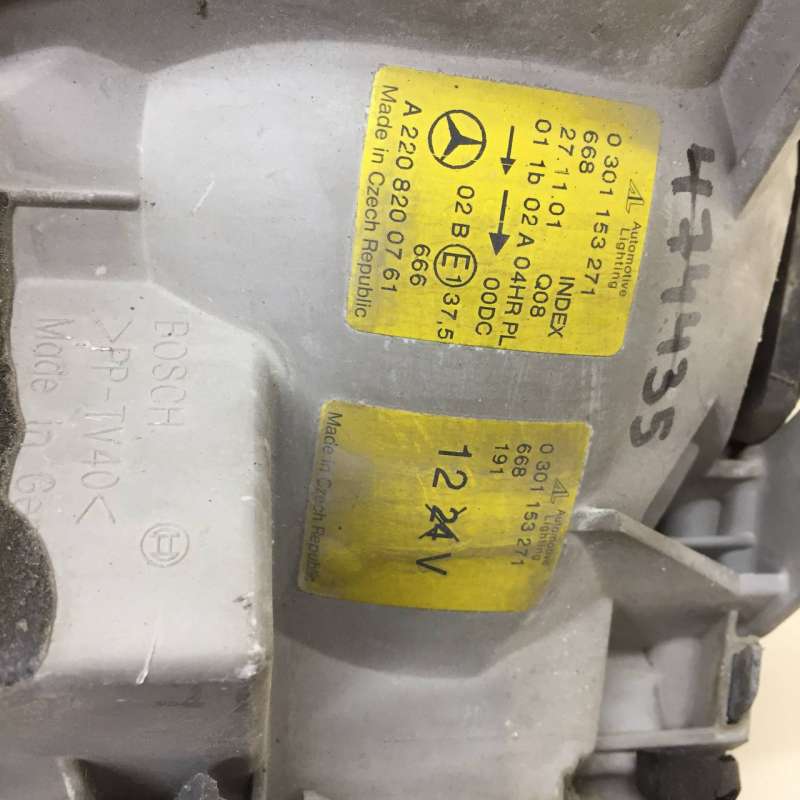 Automotive
Lighting
0 301 153 271
668
27.11.01 INDEX
Q08
01 1b 02 A 04HR PL
00DC
02 B E1 37,5
666
A 220 820 07 61
Made in Czech Republic
Automotive
Lighting
0 301 153 271
668
191
12 24 V
Made in Czech Republic
474435
BOSCH
>PP-TV40<
Made in Ge